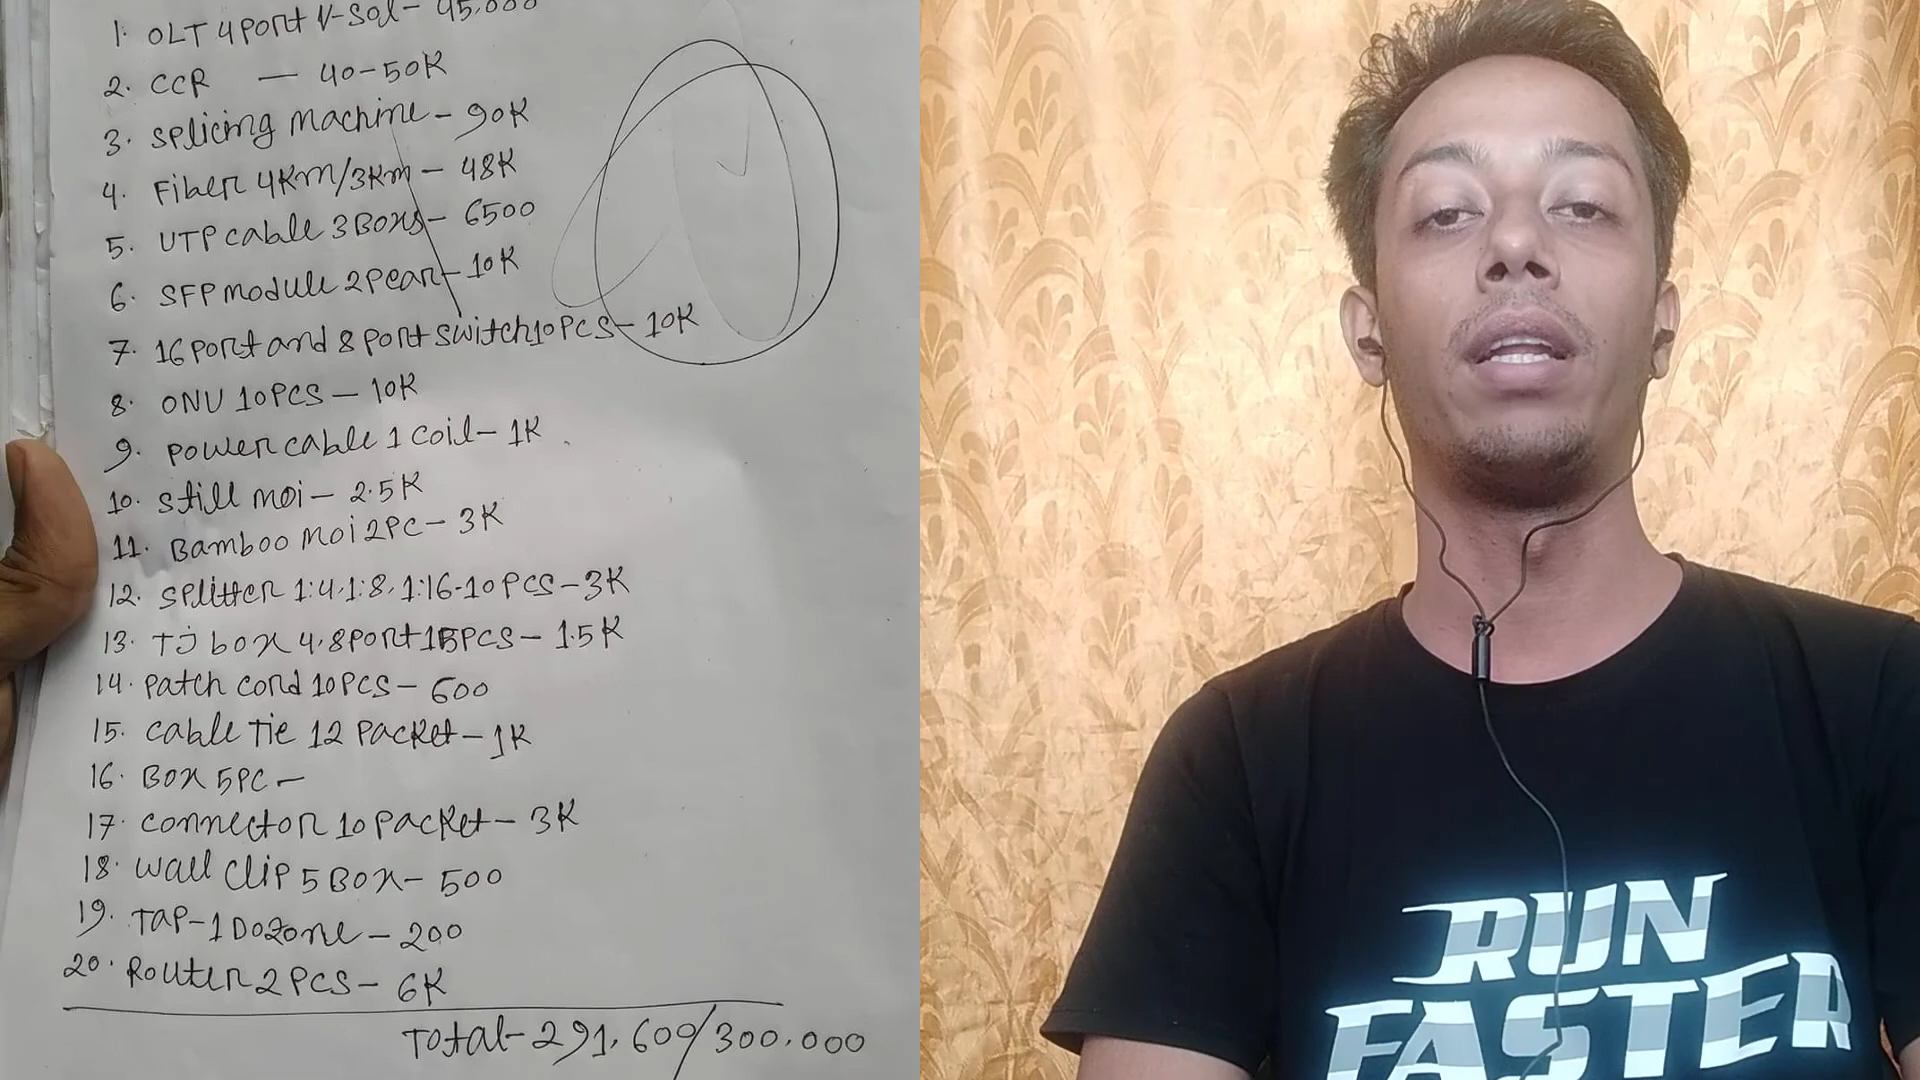 1. OLT 4 Port V-Sol - 45.000
2. CCR — 40-50K
3. Splicing Machine - 90K
4. Fiber 4Km/3Km - 48K
5. UTP cable 3 Boxs - 6500
6. SFP module 2 Pear - 10K
7. 16 Port and 8 port switch 10 PCS - 10K
8. ONU 10 PCS - 10K
9. Power cable 1 Coil - 1K
10. Still moi - 2.5K
11. Bamboo Moi 2 PC - 3K
12. Splitter 1:4.1:8.1:16-10 PCS - 3K
13. TJ box 4.8 Port 15 PCS - 1.5K
14. Patch Cord 10 PCS - 600
15. Cable Tie 12 Packet - 1K
16. Box 5 PC -
17. Connector 10 Packet - 3K
18. Wall Clip 5 Box - 500
19. TAP - 1 Dozone - 200
20. Router 2 PCS - 6K
Total - 291.600/300.000
RUN
FASTER